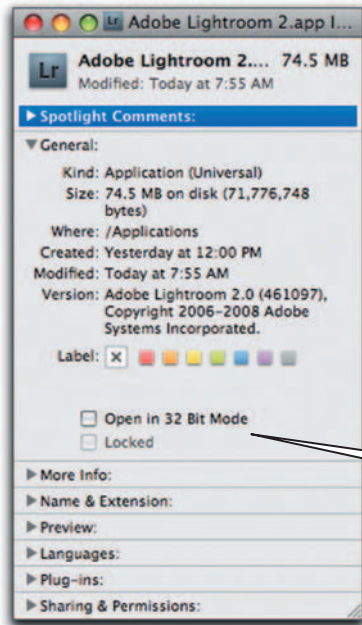 Adobe Lightroom 2.app I...
Lr
Adobe Lightroom 2.... 74.5 MB
Modified: Today at 7:55 AM
Spotlight Comments:
General:
Kind: Application (Universal)
Size: 74.5 MB on disk (71,776,748
bytes)
Where: /Applications
Created: Yesterday at 12:00 PM
Modified: Today at 7:55 AM
Version: Adobe Lightroom 2.0 (461097),
Copyright 2006–2008 Adobe
Systems Incorporated.
Label:
Open in 32 Bit Mode
Locked
More Info:
Name & Extension:
Preview:
Languages:
Plug-ins:
Sharing & Permissions: